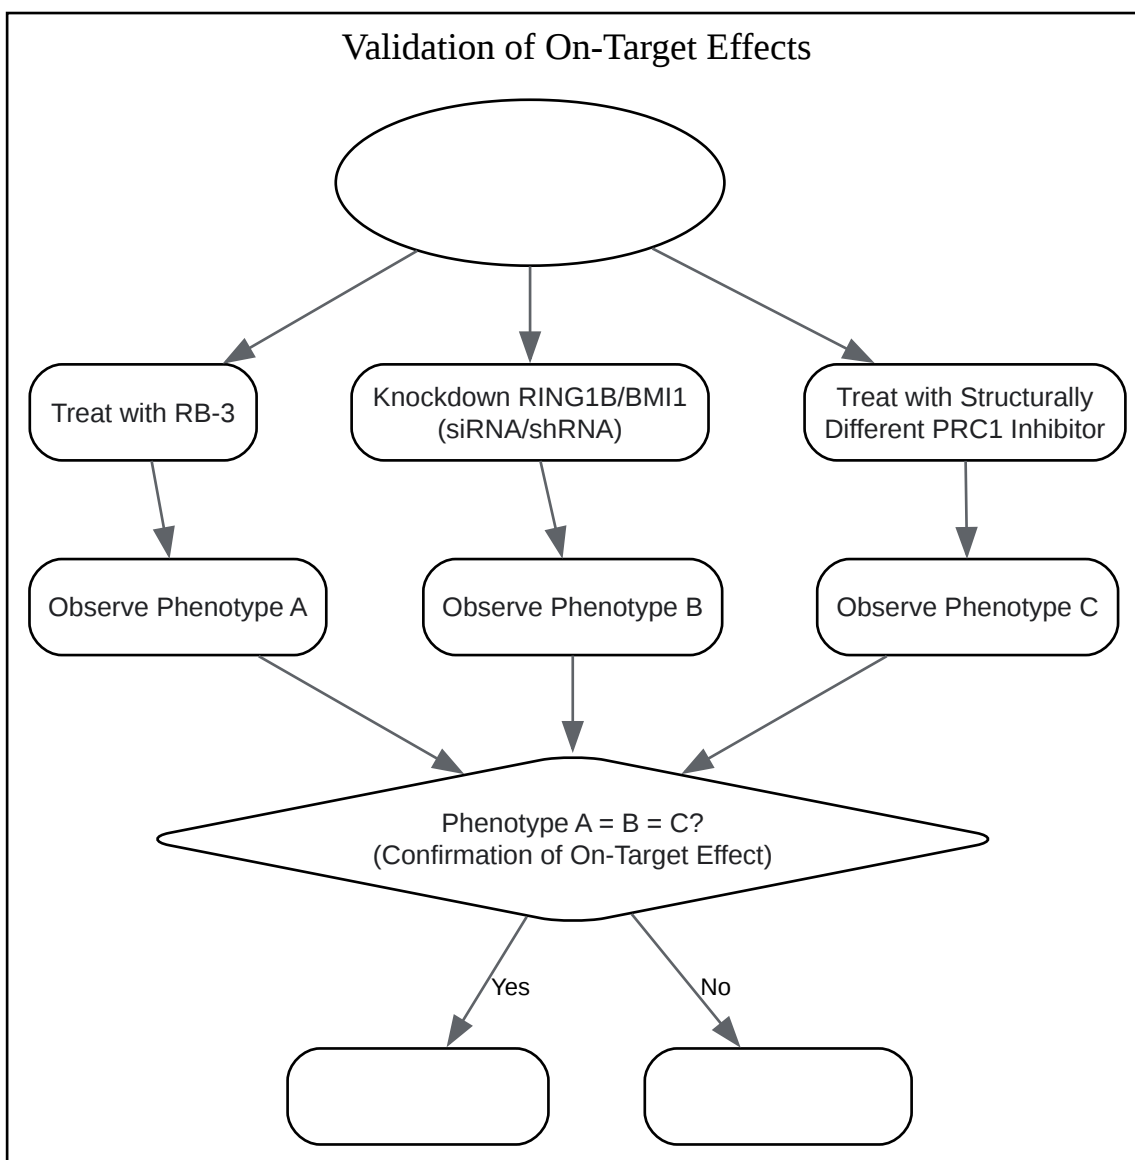 Validation of On-Target Effects
Treat with RB-3
Knockdown RING1B/BMI1
(siRNA/shRNA)
Treat with Structurally
Different PRC1 Inhibitor
Observe Phenotype A
Observe Phenotype B
Observe Phenotype C
Phenotype A = B = C?
(Confirmation of On-Target Effect)
Yes
No